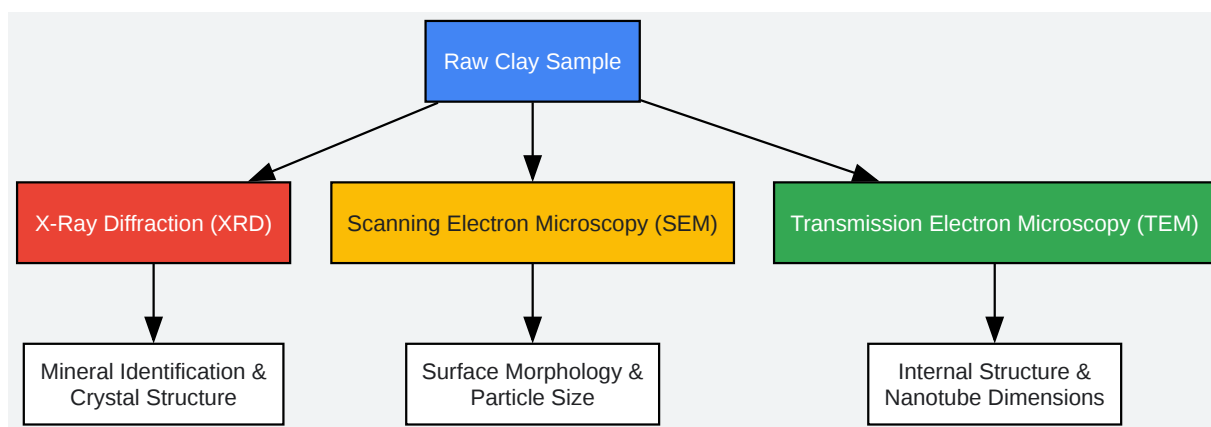 Raw Clay Sample
X-Ray Diffraction (XRD)
Scanning Electron Microscopy (SEM)
Transmission Electron Microscopy (TEM)
Mineral Identification &
Crystal Structure
Surface Morphology &
Particle Size
Internal Structure &
Nanotube Dimensions